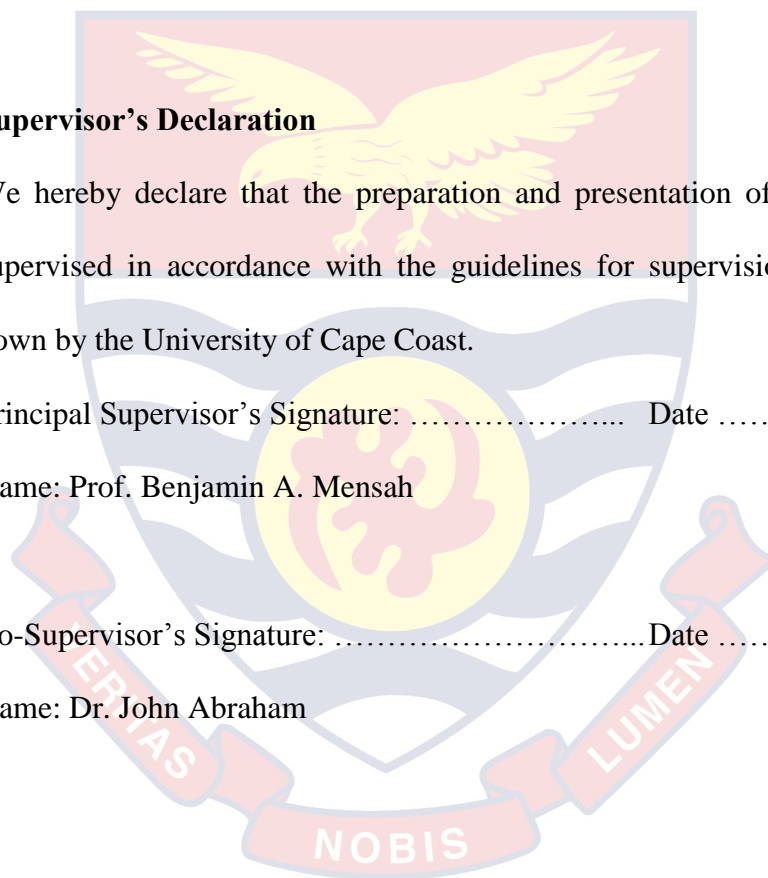 upervisor’s Declaration
e hereby declare that the preparation and presentation of
upervised in accordance with the guidelines for supervisio
own by the University of Cape Coast.
rincipal Supervisor’s Signature: ………………... Date …..
ame: Prof. Benjamin A. Mensah
o-Supervisor’s Signature: ………………………... Date …..
ame: Dr. John Abraham
VERITAS
NOBIS
LUMEN